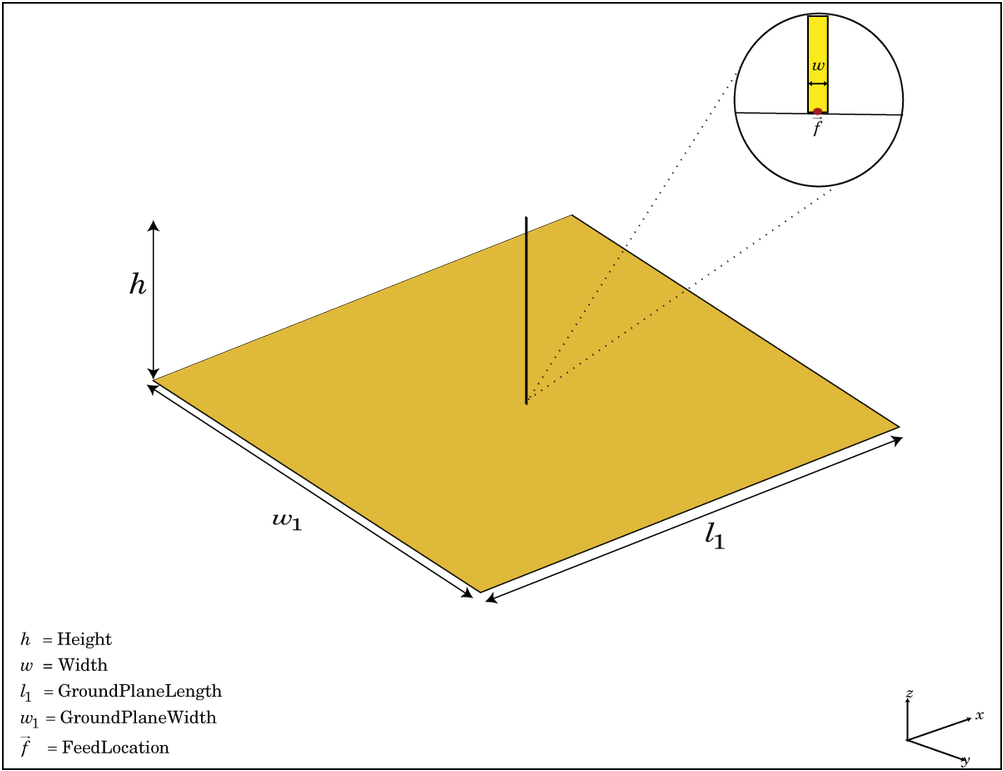 w
f⃗
h
w₁
l₁
h = Height
w = Width
l₁ = GroundPlaneLength
w₁ = GroundPlaneWidth
f⃗ = FeedLocation
z
x
y